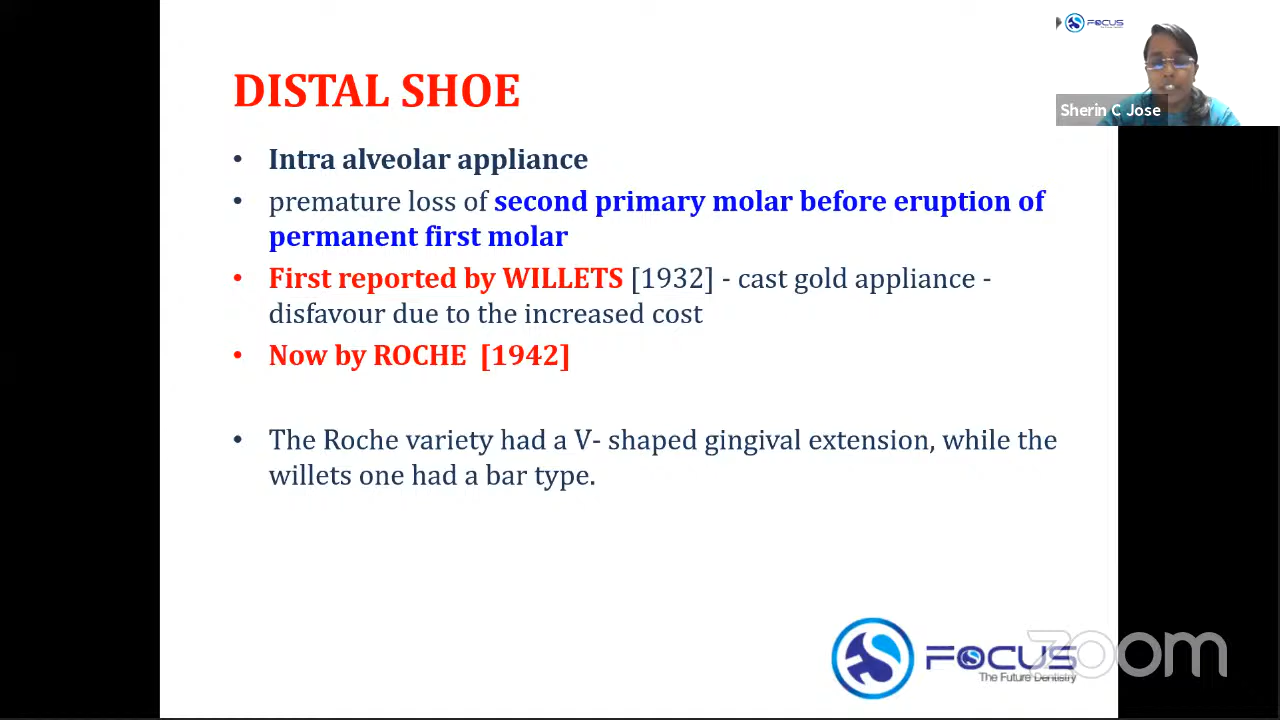 FOCUS
Sherin C Jose
DISTAL SHOE
• Intra alveolar appliance
• premature loss of second primary molar before eruption of
permanent first molar
• First reported by WILLETS [1932] - cast gold appliance -
disfavour due to the increased cost
• Now by ROCHE [1942]
• The Roche variety had a V- shaped gingival extension, while the
willets one had a bar type.
FOCUS
The Future Dentistry
zoom